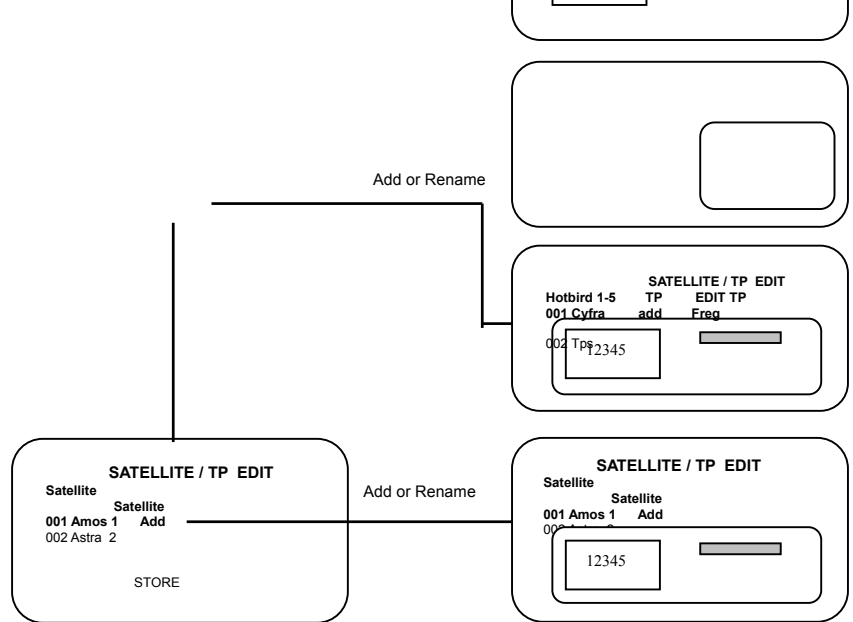 Add or Rename
SATELLITE / TP EDIT
Hotbird 1-5 TP EDIT TP
001 Cyfra add Freg
002 Tps
12345
SATELLITE / TP EDIT
Satellite
Satellite
001 Amos 1 Add
002 Astra 2
STORE
Add or Rename
SATELLITE / TP EDIT
Satellite
Satellite
001 Amos 1 Add
12345